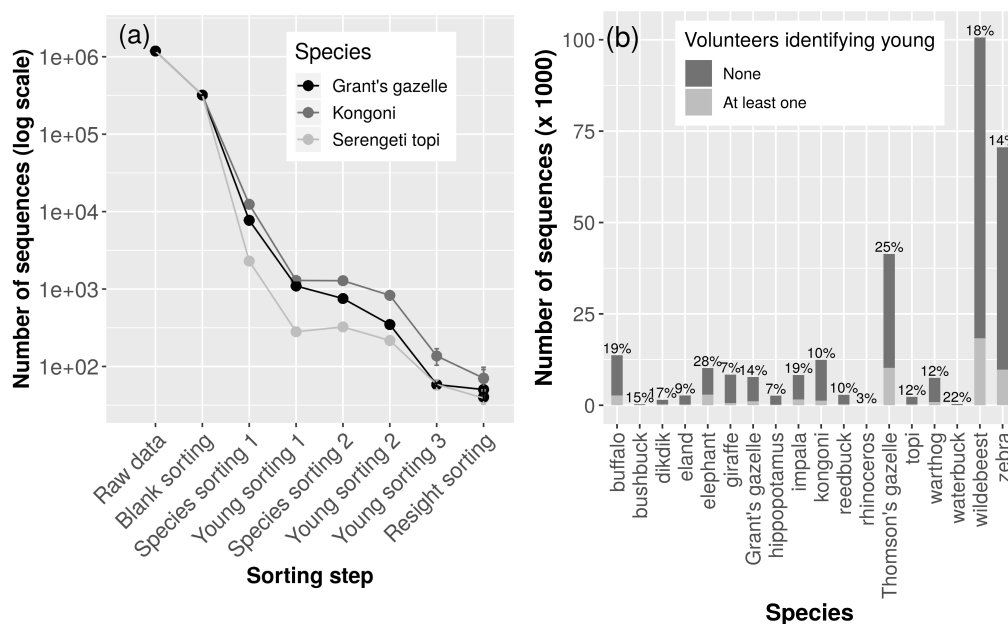 (a)
Number of sequences (log scale)
1e+06
1e+05
1e+04
1e+03
1e+02
Species
Grant's gazelle
Kongoni
Serengeti topi
Raw data
Blank sorting
Species sorting 1
Young sorting 1
Species sorting 2
Young sorting 2
Young sorting 3
Resight sorting
Sorting step
(b)
Number of sequences (x 1000)
100
75
50
25
0
Volunteers identifying young
None
At least one
19%
15%
17%
9%
28%
7%
14%
7%
19%
10%
10%
3%
25%
12%
12%
22%
18%
14%
buffalo
bushbuck
dikdik
eland
elephant
giraffe
Grant's gazelle
hippopotamus
impala
kongoni
reedbuck
rhinoceros
Thomson's gazelle
topi
warthog
waterbuck
wildebeest
zebra
Species